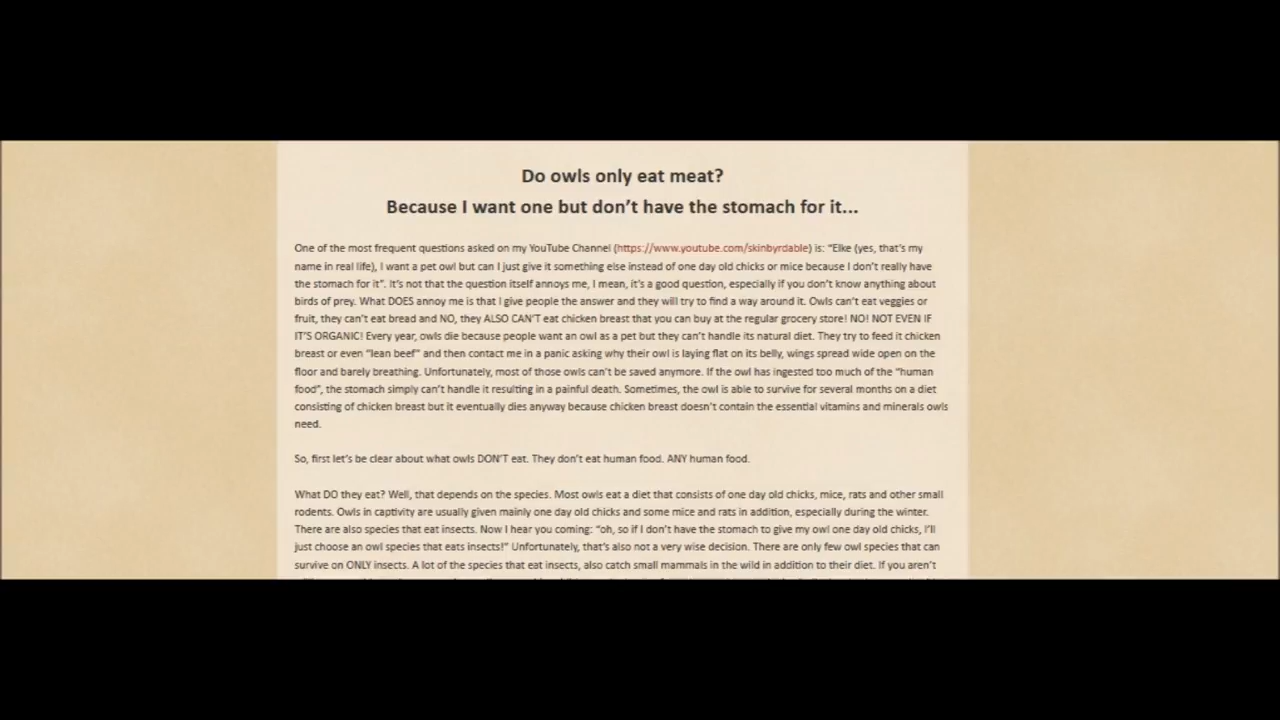 Do owls only eat meat?
Because I want one but don't have the stomach for it...
One of the most frequent questions asked on my YouTube Channel (https://www.youtube.com/skinbyrdable) is: "Elke (yes, that's my
name in real life), I want a pet owl but can I just give it something else instead of one day old chicks or mice because I don't really have
the stomach for it". It's not that the question itself annoys me, I mean, it's a good question, especially if you don't know anything about
birds of prey. What DOES annoy me is that I give people the answer and they will try to find a way around it. Owls can't eat veggies or
fruit, they can't eat bread and NO, they ALSO CAN'T eat chicken breast that you can buy at the regular grocery store! NO! NOT EVEN IF
IT'S ORGANIC! Every year, owls die because people want an owl as a pet but they can't handle its natural diet. They try to feed it chicken
breast or even "lean beef" and then contact me in a panic asking why their owl is laying flat on its belly, wings spread wide open on the
floor and barely breathing. Unfortunately, most of those owls can't be saved anymore. If the owl has ingested too much of the "human
food", the stomach simply can't handle it resulting in a painful death. Sometimes, the owl is able to survive for several months on a diet
consisting of chicken breast but it eventually dies anyway because chicken breast doesn't contain the essential vitamins and minerals owls
need.
So, first let's be clear about what owls DON'T eat. They don't eat human food. ANY human food.
What DO they eat? Well, that depends on the species. Most owls eat a diet that consists of one day old chicks, mice, rats and other small
rodents. Owls in captivity are usually given mainly one day old chicks and some mice and rats in addition, especially during the winter.
There are also species that eat insects. Now I hear you coming: "oh, so if I don't have the stomach to give my owl one day old chicks, I'll
just choose an owl species that eats insects!" Unfortunately, that's also not a very wise decision. There are only few owl species that can
survive on ONLY insects. A lot of the species that eat insects, also catch small mammals in the wild in addition to their diet. If you aren't